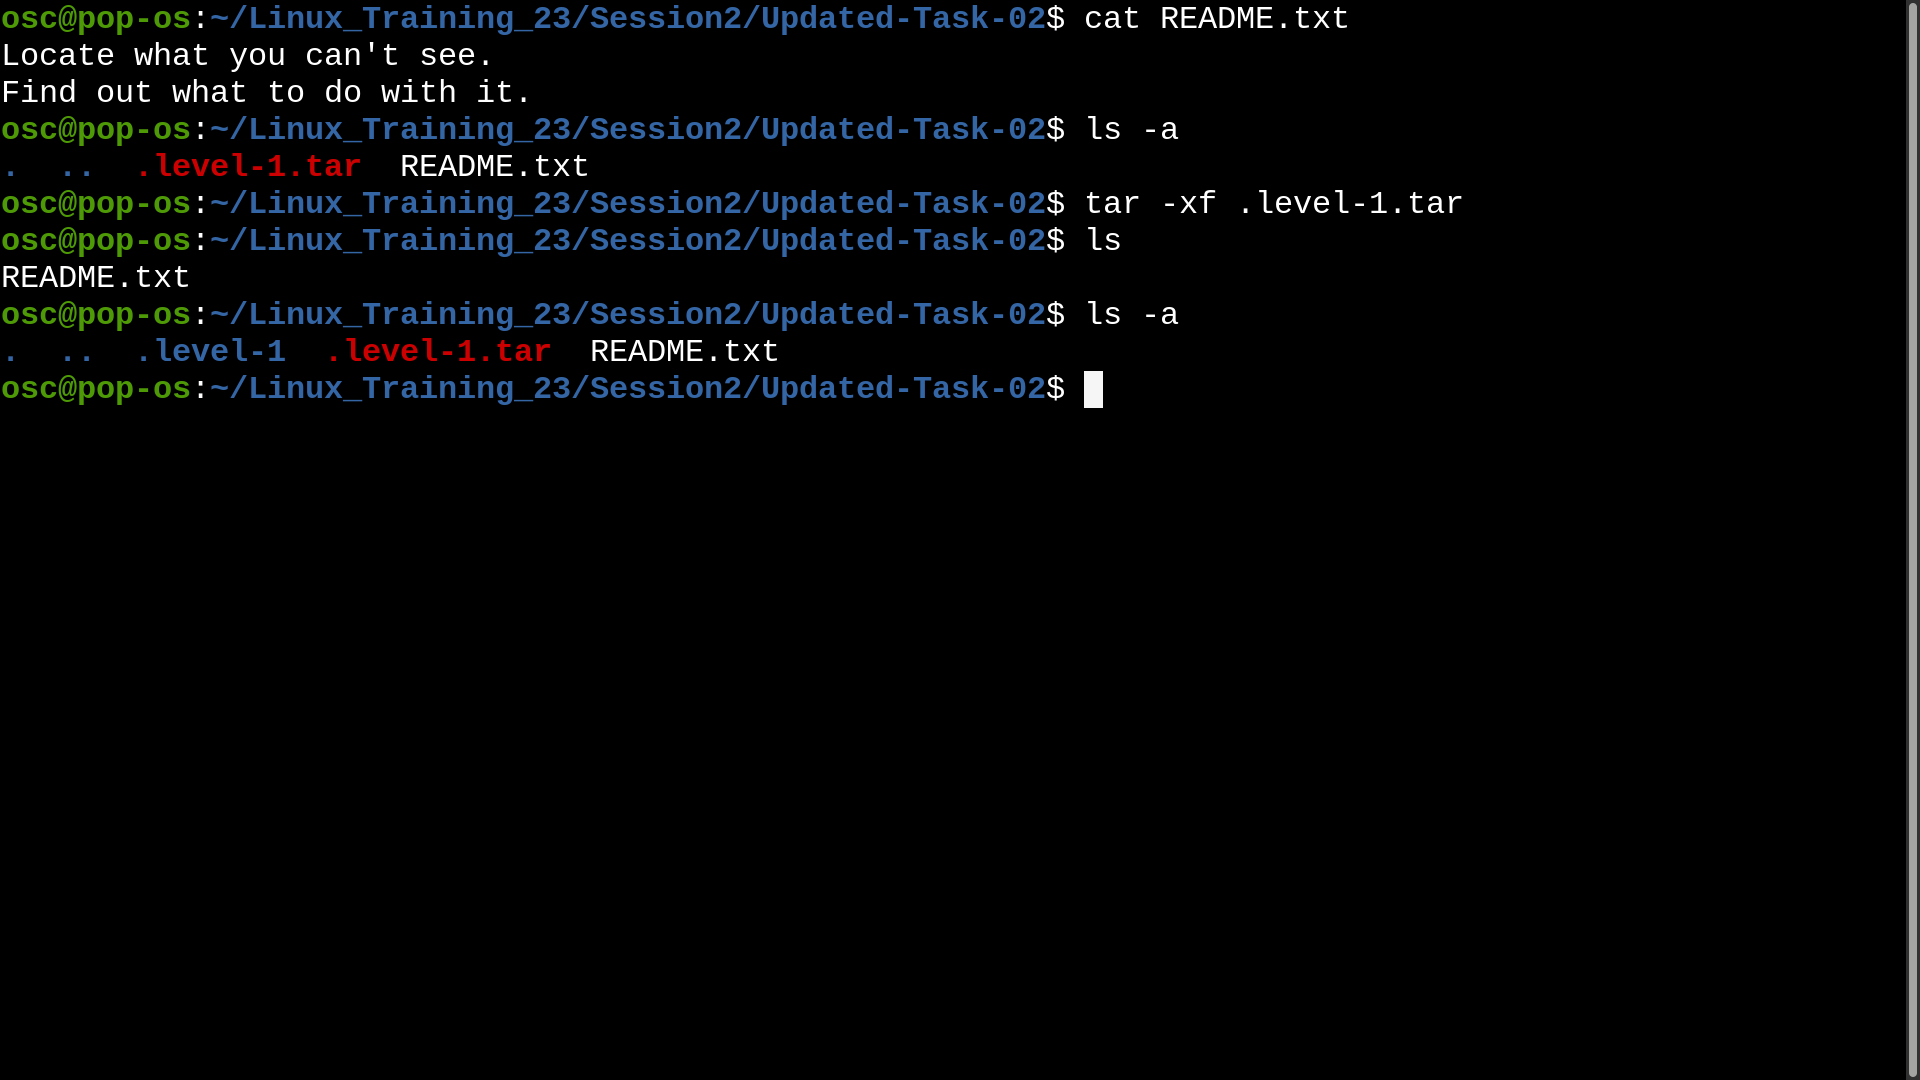 osc@pop-os:~/Linux_Training_23/Session2/Updated-Task-02$ cat README.txt
Locate what you can't see.
Find out what to do with it.
osc@pop-os:~/Linux_Training_23/Session2/Updated-Task-02$ ls -a
.  ..  .level-1.tar  README.txt
osc@pop-os:~/Linux_Training_23/Session2/Updated-Task-02$ tar -xf .level-1.tar
osc@pop-os:~/Linux_Training_23/Session2/Updated-Task-02$ ls
README.txt
osc@pop-os:~/Linux_Training_23/Session2/Updated-Task-02$ ls -a
.  ..  .level-1  .level-1.tar  README.txt
osc@pop-os:~/Linux_Training_23/Session2/Updated-Task-02$